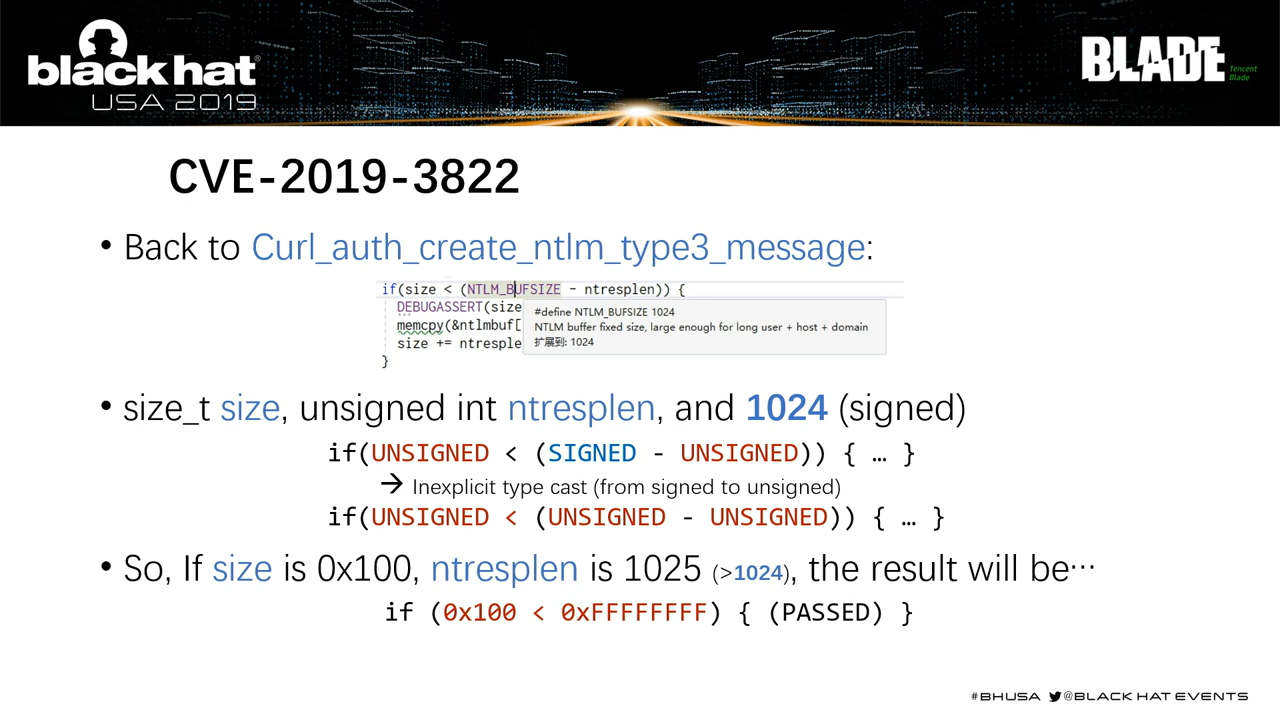 black hat®
USA 2019
BLADE
Tencent
Blade
CVE-2019-3822
• Back to Curl_auth_create_ntlm_type3_message:
if(size < (NTLM_BUFSIZE - ntresplen)) {
DEBUGASSERT(size
memcpy(&ntlmbuf[
size += ntresple
}
#define NTLM_BUFSIZE 1024
NTLM buffer fixed size, large enough for long user + host + domain
扩展到: 1024
• size_t size, unsigned int ntresplen, and 1024 (signed)
if(UNSIGNED < (SIGNED - UNSIGNED)) { … }
→ Inexplicit type cast (from signed to unsigned)
if(UNSIGNED < (UNSIGNED - UNSIGNED)) { … }
• So, If size is 0x100, ntresplen is 1025 (>1024), the result will be…
if (0x100 < 0xFFFFFFFF) { (PASSED) }
#BHUSA @BLACK HAT EVENTS